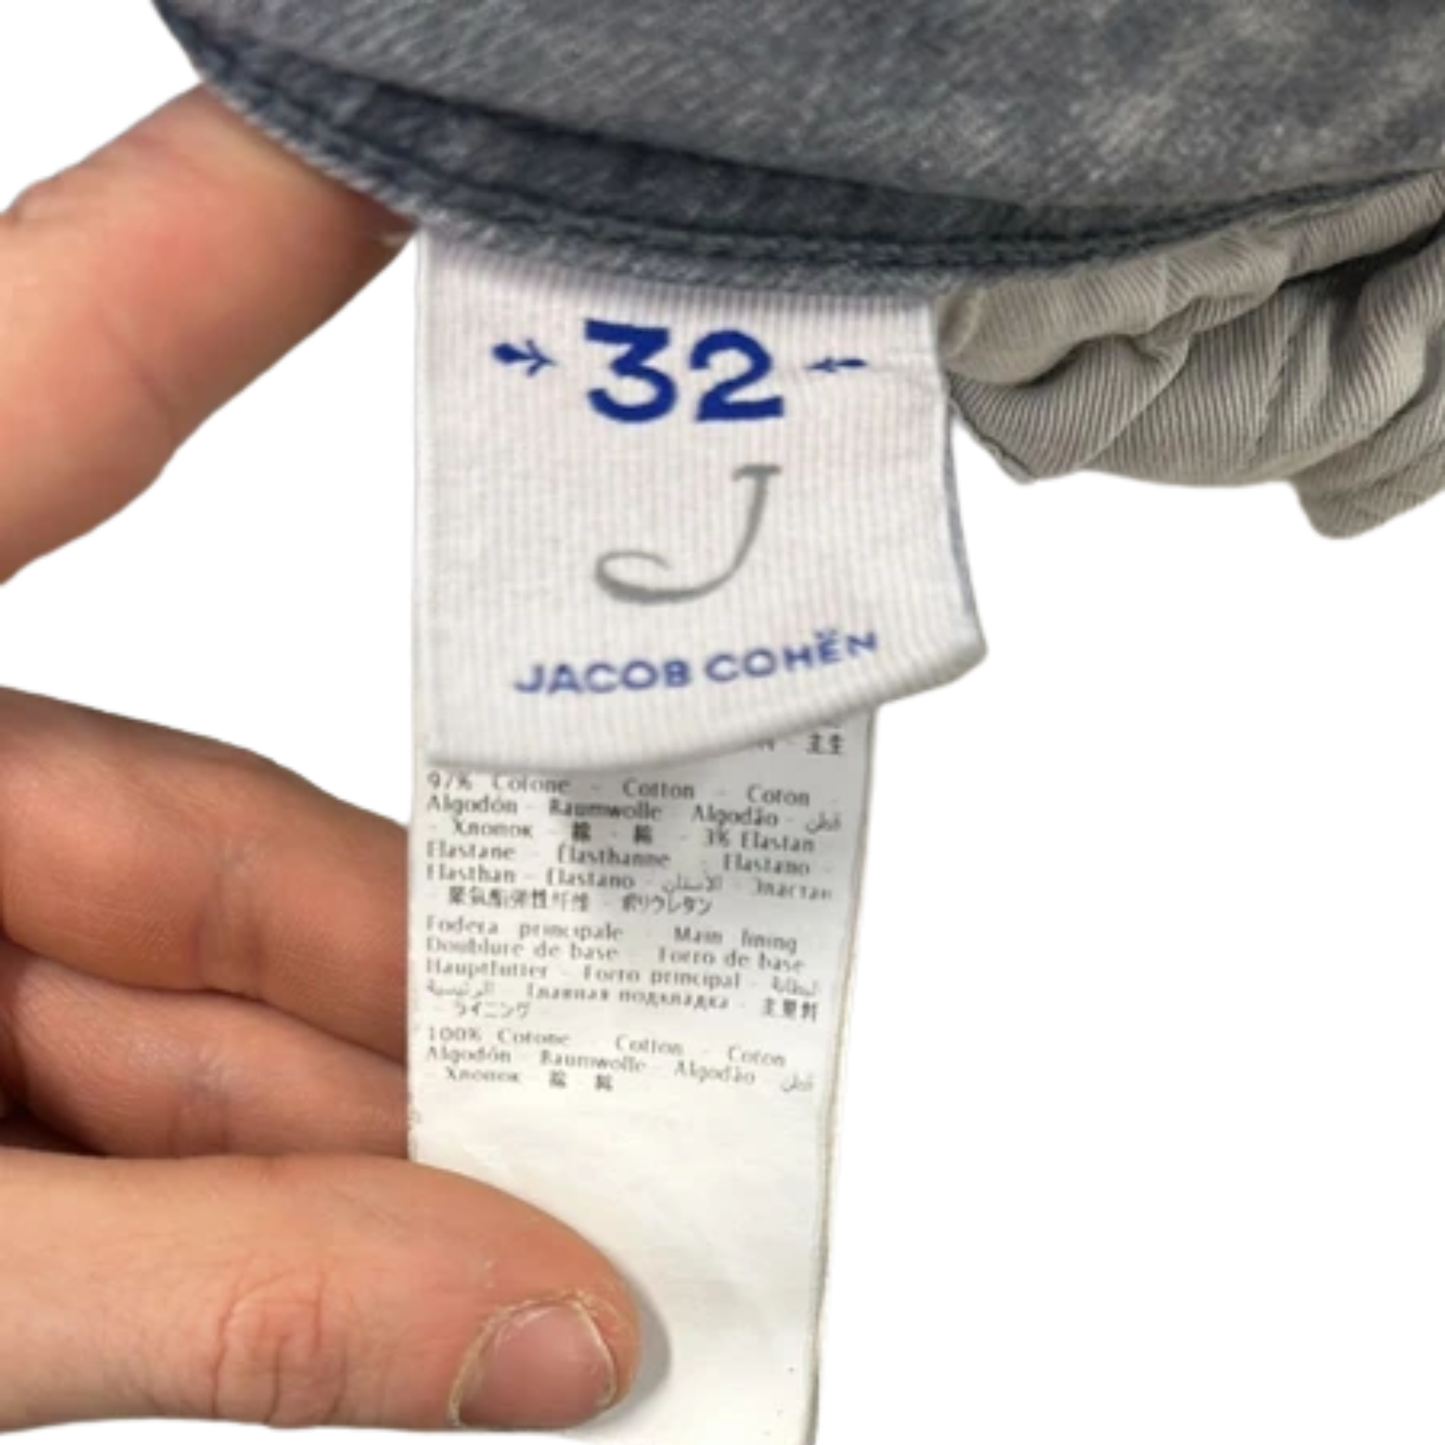 32
J
JACOB COHËN
主生
97% Cotone - Cotton - Coton -
Algodón - Baumwolle Algodão - قطن
- Хлопок - 棉 - 綿 - 3% Elastan
Elastane - Élasthanne - Elastano -
Elasthan - Elastano - الاستان - Эластан
- 聚氨酯弹性纤维 - ポリウレタン
Fodera principale Main lining
Doublure de base Forro de base
Hauptfutter - Forro principal - البطانة
الرئيسية - Главная подкладка -
- ライニング -
100% Cotone Cotton - Coton
Algodón Baumwolle Algodão قطن
Хлопок 棉 綿